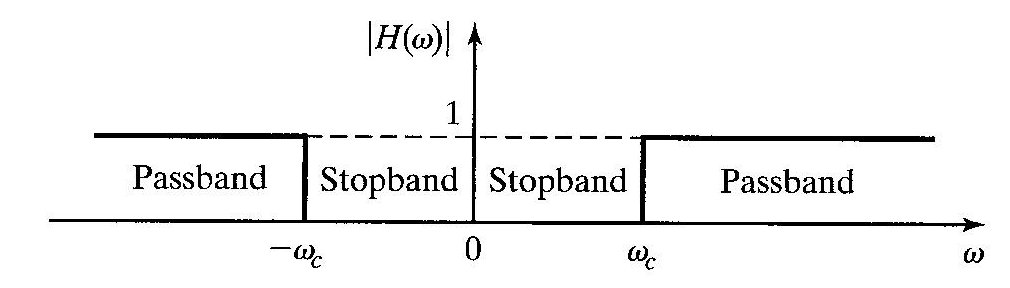 |H(ω)|
1
Passband Stopband Stopband Passband
−ω_c 0 ω_c ω